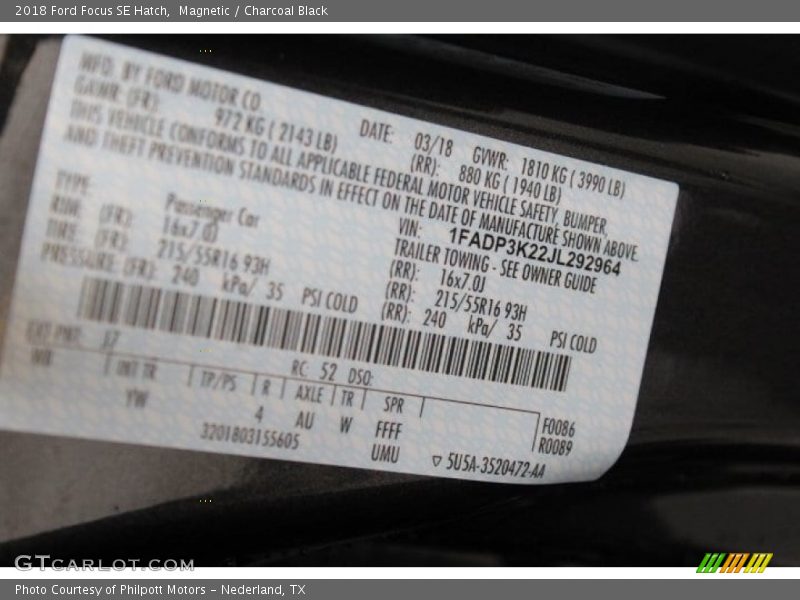 2018 Ford Focus SE Hatch,  Magnetic / Charcoal Black
MFD. BY FORD MOTOR CO.
DATE: 03/18 GVWR: 1810 KG ( 3990 LB)
GAWR: (FR): 972 KG ( 2143 LB) (RR): 880 KG ( 1940 LB)
THIS VEHICLE CONFORMS TO ALL APPLICABLE FEDERAL MOTOR VEHICLE SAFETY, BUMPER,
AND THEFT PREVENTION STANDARDS IN EFFECT ON THE DATE OF MANUFACTURE SHOWN ABOVE.
VIN: 1FADP3K22JL292964
TYPE: Passenger Car TRAILER TOWING - SEE OWNER GUIDE
RIM: (FR): 16x7.0J (RR): 16x7.0J
TIRE: (FR): 215/55R16 93H (RR): 215/55R16 93H
PRESSURE: (FR): 240 kPa/ 35 PSI COLD (RR): 240 kPa/ 35 PSI COLD
EXT PNT: J7 RC: 52 DSO:
WB INT TR TP/PS R AXLE TR SPR
YW 4 AU W FFFF F0086
UMU R0089
3201803155605 ▽ 5U5A-3520472-AA
GTCARLOT.COM
Photo Courtesy of Philpott Motors - Nederland, TX